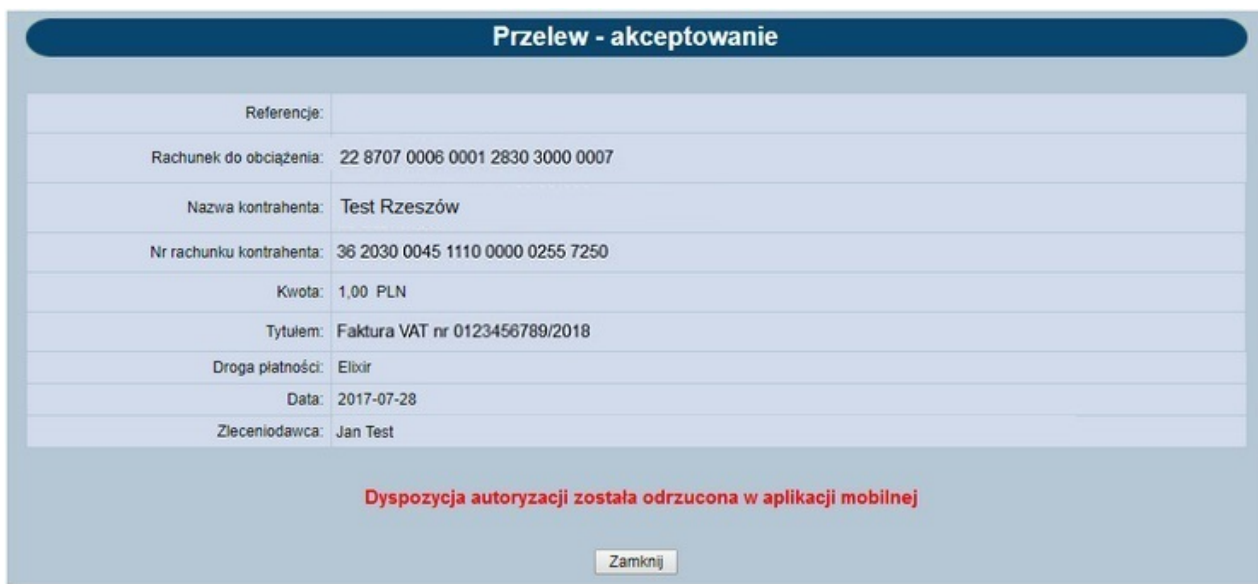 Przelew - akceptowanie
Referencje:
Rachunek do obciążenia: 22 8707 0006 0001 2830 3000 0007
Nazwa kontrahenta: Test Rzeszów
Nr rachunku kontrahenta: 36 2030 0045 1110 0000 0255 7250
Kwota: 1,00 PLN
Tytułem: Faktura VAT nr 0123456789/2018
Droga płatności: Elixir
Data: 2017-07-28
Zleceniodawca: Jan Test
Dyspozycja autoryzacji została odrzucona w aplikacji mobilnej
Zamknij